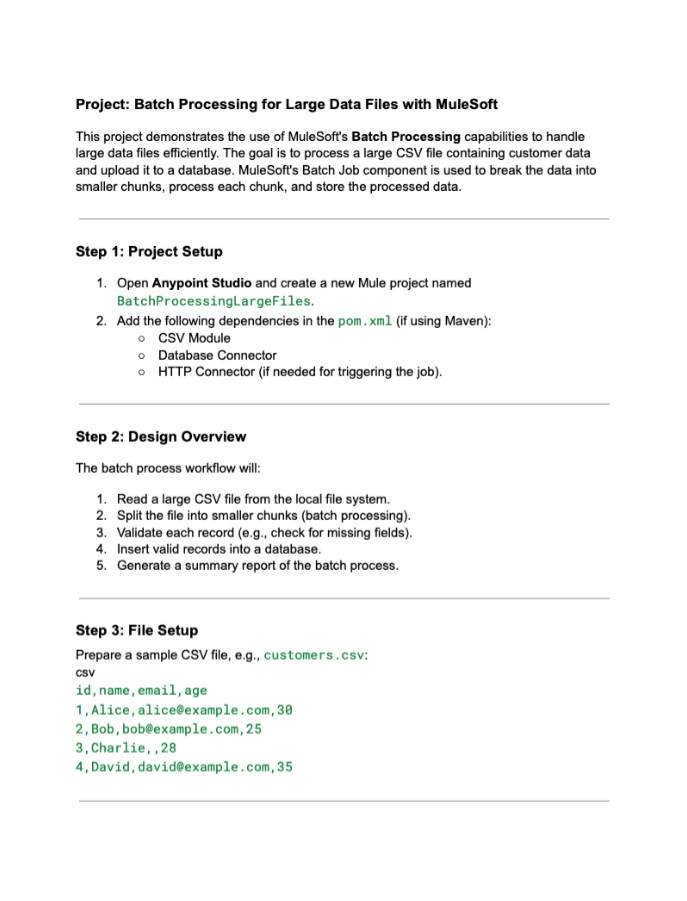 Project: Batch Processing for Large Data Files with MuleSoft
This project demonstrates the use of MuleSoft's Batch Processing capabilities to handle
large data files efficiently. The goal is to process a large CSV file containing customer data
and upload it to a database. MuleSoft's Batch Job component is used to break the data into
smaller chunks, process each chunk, and store the processed data.
Step 1: Project Setup
1. Open Anypoint Studio and create a new Mule project named
BatchProcessingLargeFiles.
2. Add the following dependencies in the pom.xml (if using Maven):
○ CSV Module
○ Database Connector
○ HTTP Connector (if needed for triggering the job).
Step 2: Design Overview
The batch process workflow will:
1. Read a large CSV file from the local file system.
2. Split the file into smaller chunks (batch processing).
3. Validate each record (e.g., check for missing fields).
4. Insert valid records into a database.
5. Generate a summary report of the batch process.
Step 3: File Setup
Prepare a sample CSV file, e.g., customers.csv:
csv
id,name,email,age
1,Alice,alice@example.com,30
2,Bob,bob@example.com,25
3,Charlie,,28
4,David,david@example.com,35